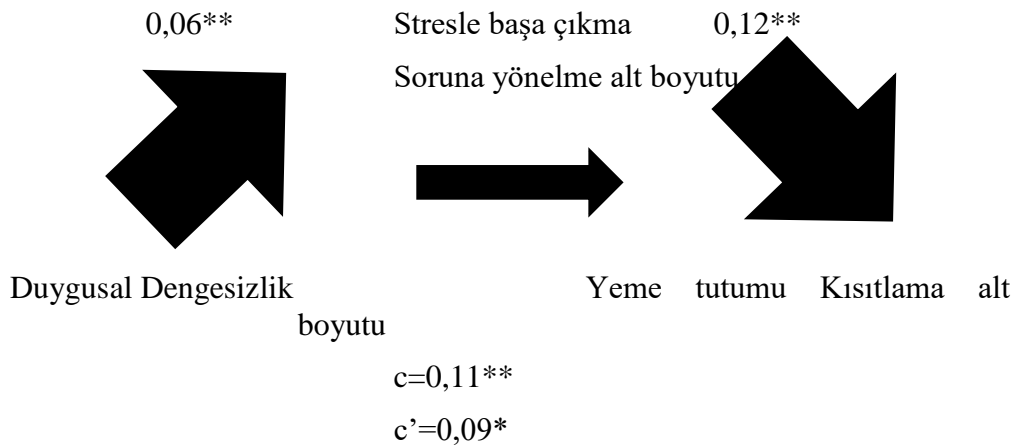 0,06** Stresle başa çıkma 0,12**
Soruna yönelme alt boyutu
Duygusal Dengesizlik Yeme tutumu Kısıtlama alt
boyutu
c=0,11**
c’=0,09*